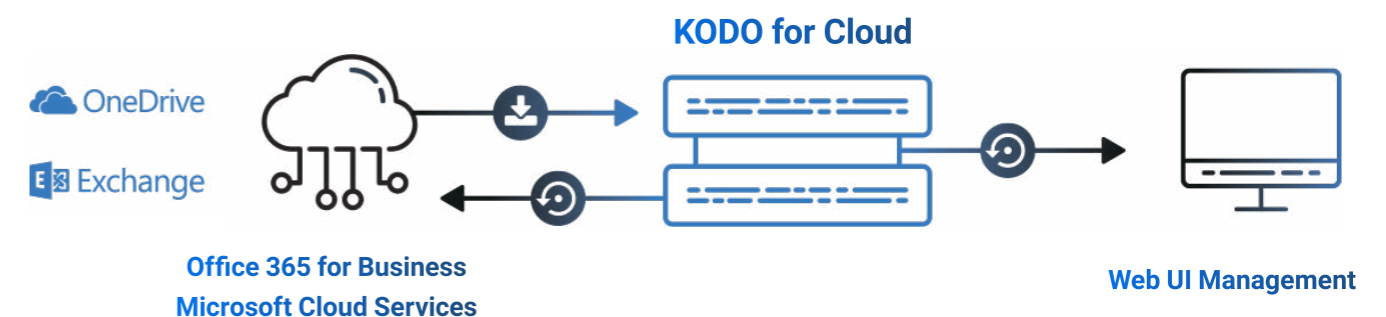 KODO for Cloud
OneDrive
E Exchange
Office 365 for Business
Microsoft Cloud Services
Web UI Management